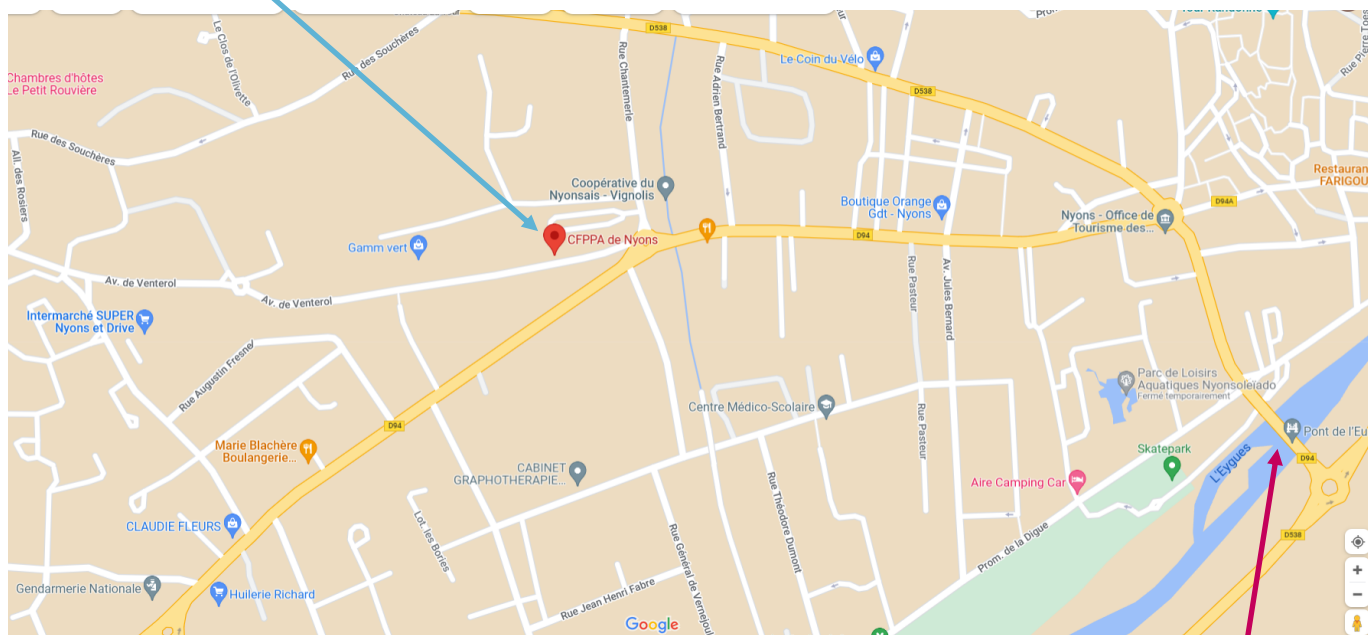 D538
Rue des Souchères
Le Clos de l'Olivette
Chambres d'hôtes
Le Petit Rouvière
Rue Chantemerle
Rue Adrien Bertrand
Le Coin du Vélo
D538
Rue des Souchères
All. des Rosiers
Restauran
FARIGOU
Coopérative du
Nyonsais - Vignolis
Boutique Orange
Gdt - Nyons
D94A
Nyons - Office de
Tourisme des...
CFPPA de Nyons
D94
Gamm vert
Rue Pasteur
Av. Jules Bernard
Av. de Venterol
Av. de Venterol
Intermarché SUPER
Nyons et Drive
Rue Augustin Fresnel
Parc de Loisirs
Aquatiques Nyonsoleïado
Fermé temporairement
Centre Médico-Scolaire
Rue Pasteur
D94
Pont de l'Eu
D94
Marie Blachère
Boulangerie...
Skatepark
L'Eygues
CABINET
GRAPHOTHERAPIE...
Aire Camping Car
Rue Théodore Dumont
CLAUDIE FLEURS
Lot. les Bories
Prom. de la Digue
D538
Rue Général de Vernejoul
Gendarmerie Nationale
Huilerie Richard
Rue Jean Henri Fabre
Google